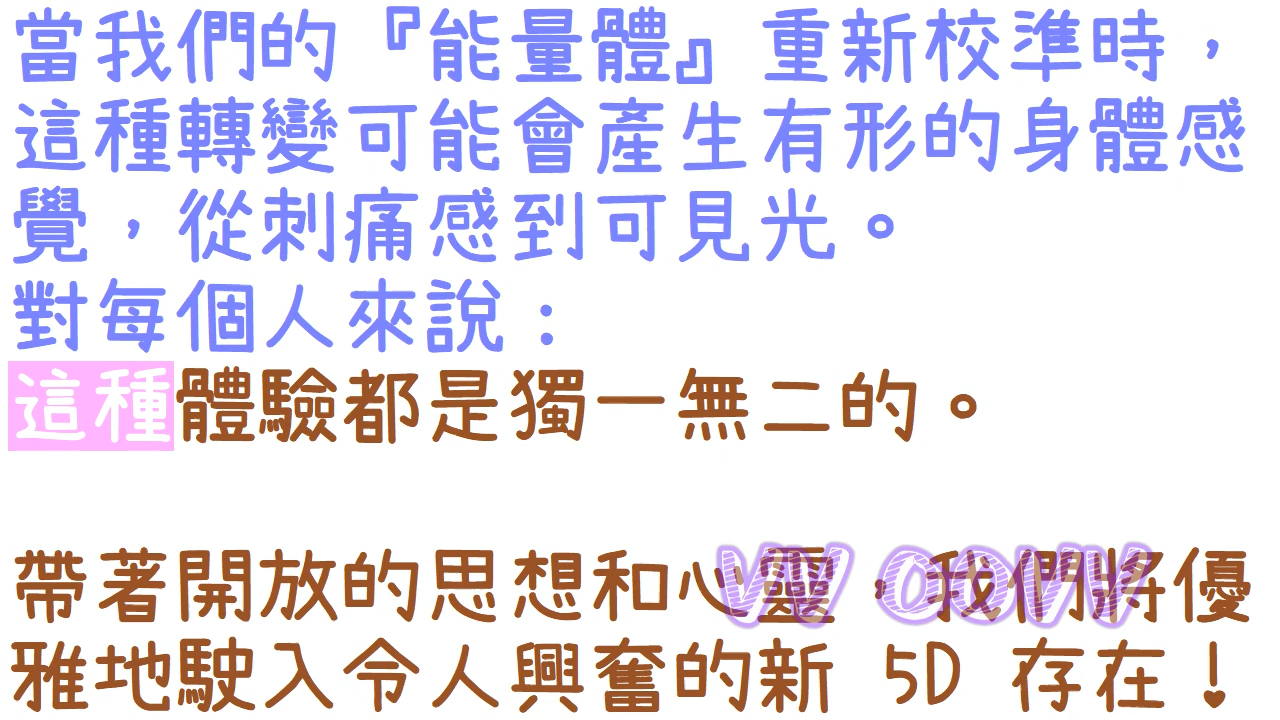 當我們的『能量體』重新校準時，
這種轉變可能會產生有形的身體感
覺，從刺痛感到可見光。
對每個人來說：
這種體驗都是獨一無二的。
帶著開放的思想和心靈，我們將優
雅地駛入令人興奮的新 5D 存在！